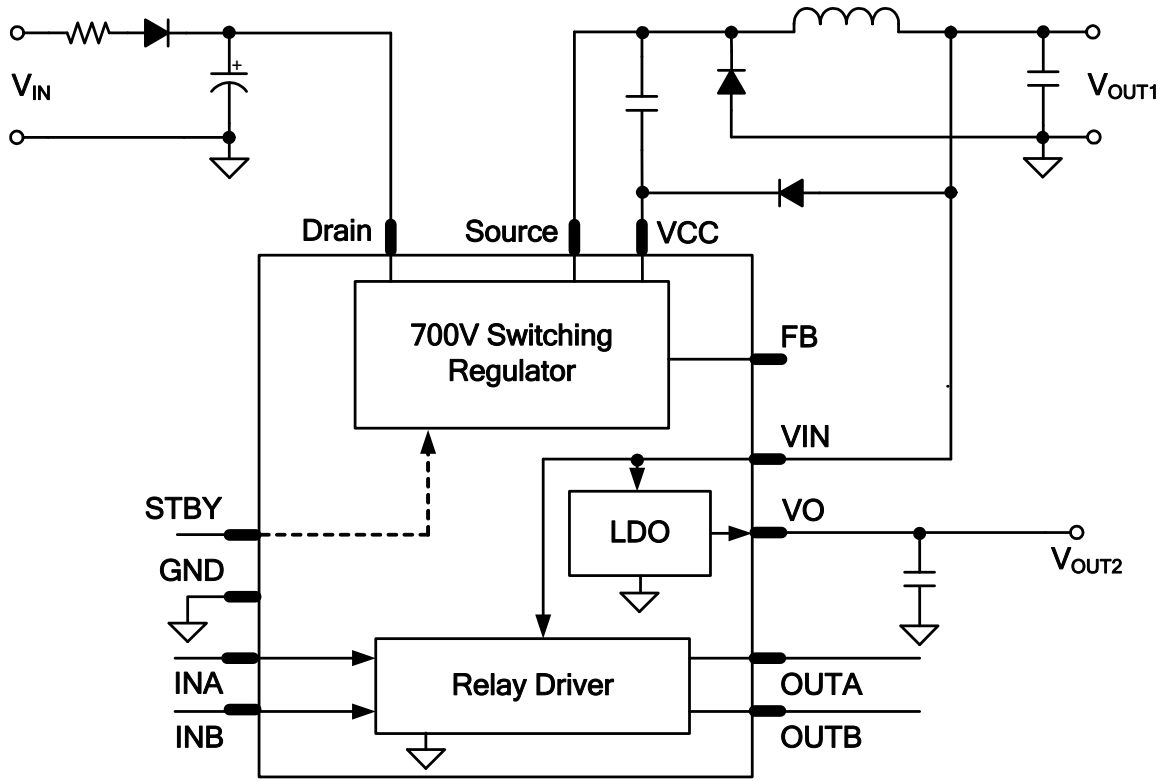 +
VIN
VOUT1
Drain
Source
VCC
700V Switching
Regulator
FB
VIN
STBY
LDO
VO
GND
VOUT2
INA
Relay Driver
OUTA
INB
OUTB